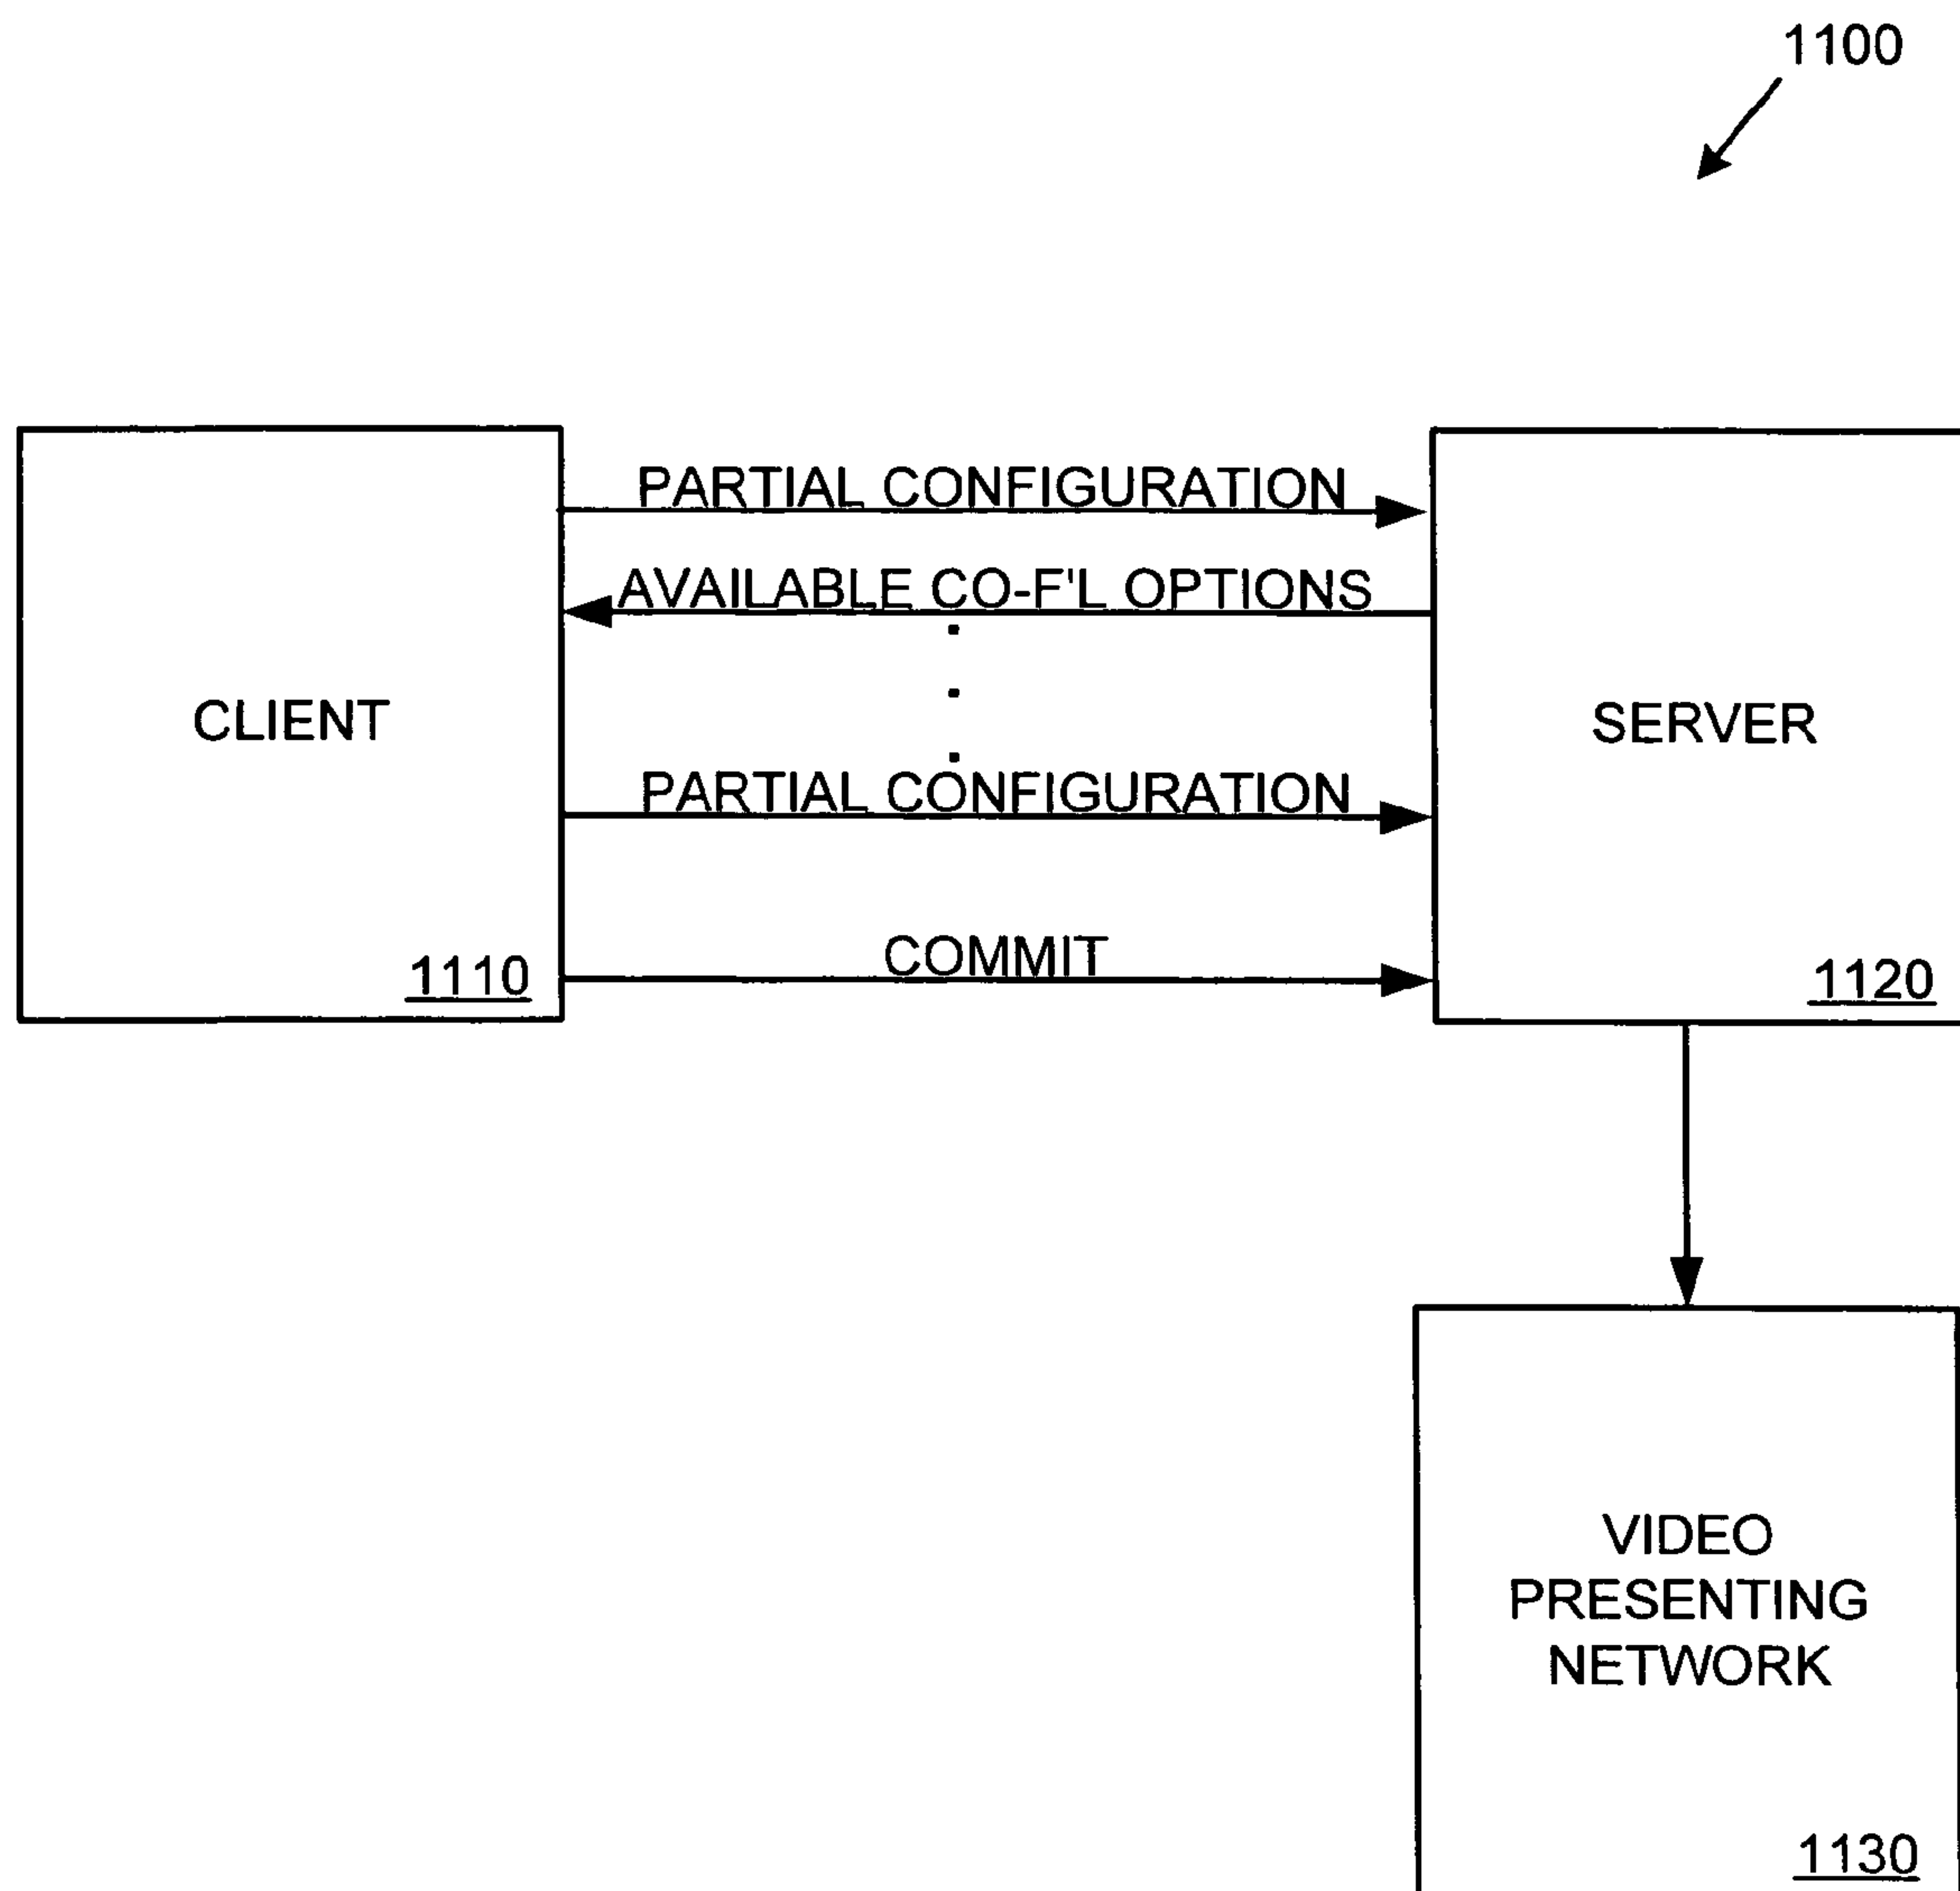 1100
PARTIAL CONFIGURATION
AVAILABLE CO-F'L OPTIONS
CLIENT
SERVER
PARTIAL CONFIGURATION
COMMIT
1110
1120
VIDEO
PRESENTING
NETWORK
1130